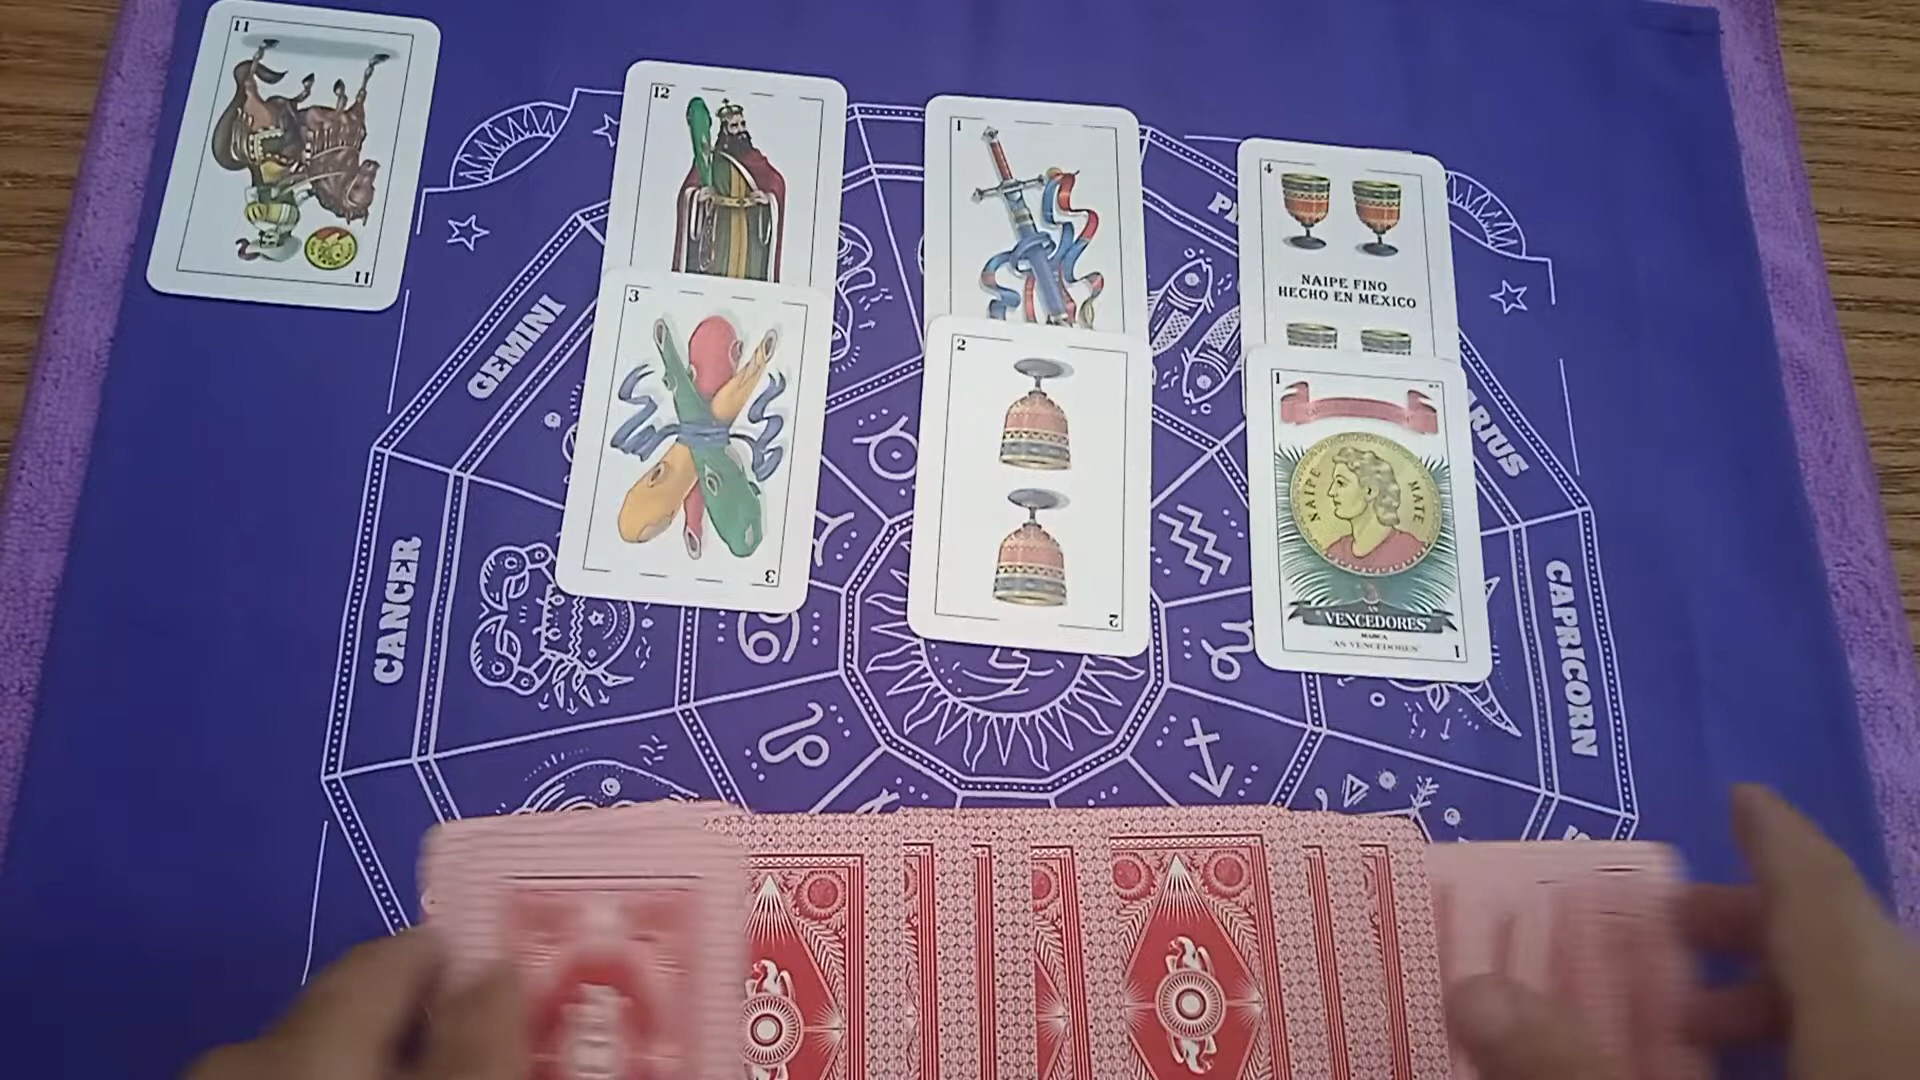 11
11
12
1
4
NAIPE FINO
HECHO EN MEXICO
3
3
2
2
1
NAIPE MATE
AS
"VENCEDORES"
MARCA
"AS VENCEDORES"
1
GEMINI
CANCER
CAPRICORN